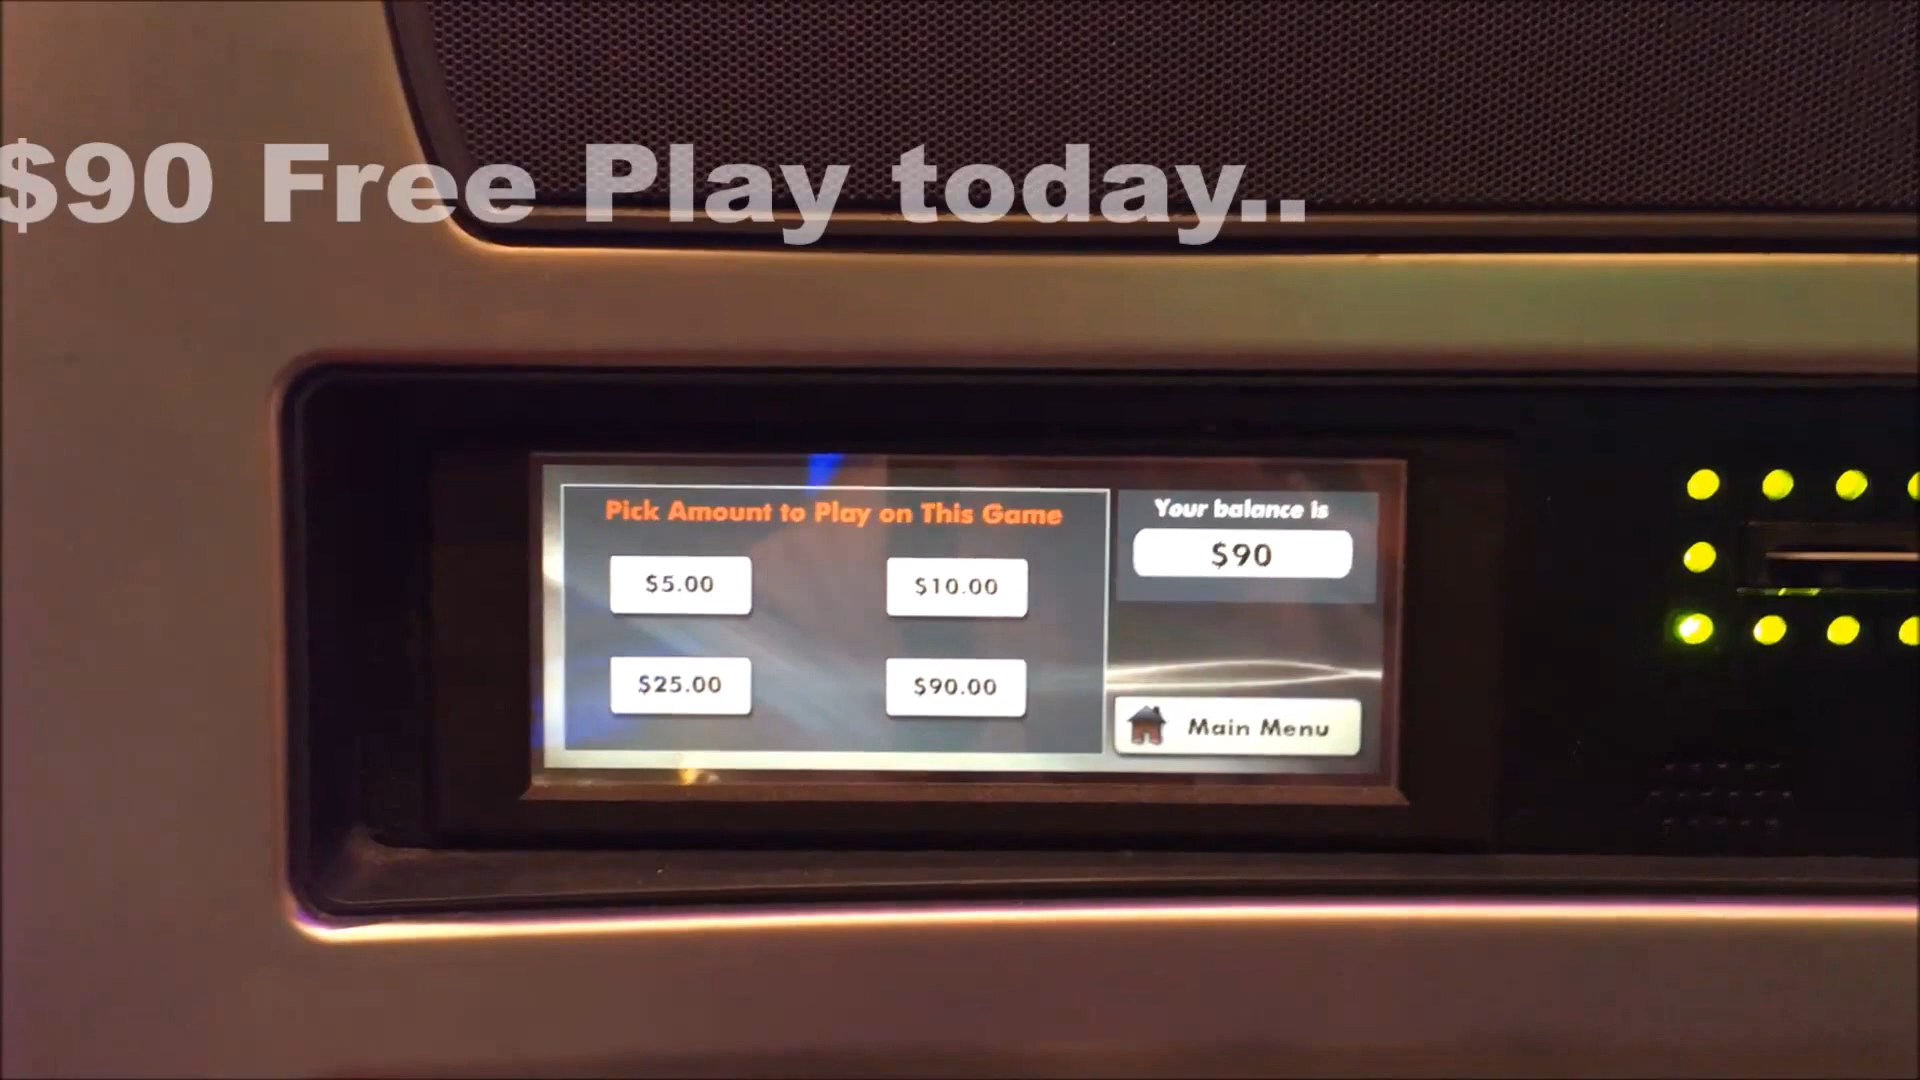 $90 Free Play today..
Pick Amount to Play on This Game
Your balance is
$90
$5.00
$10.00
$25.00
$90.00
Main Menu